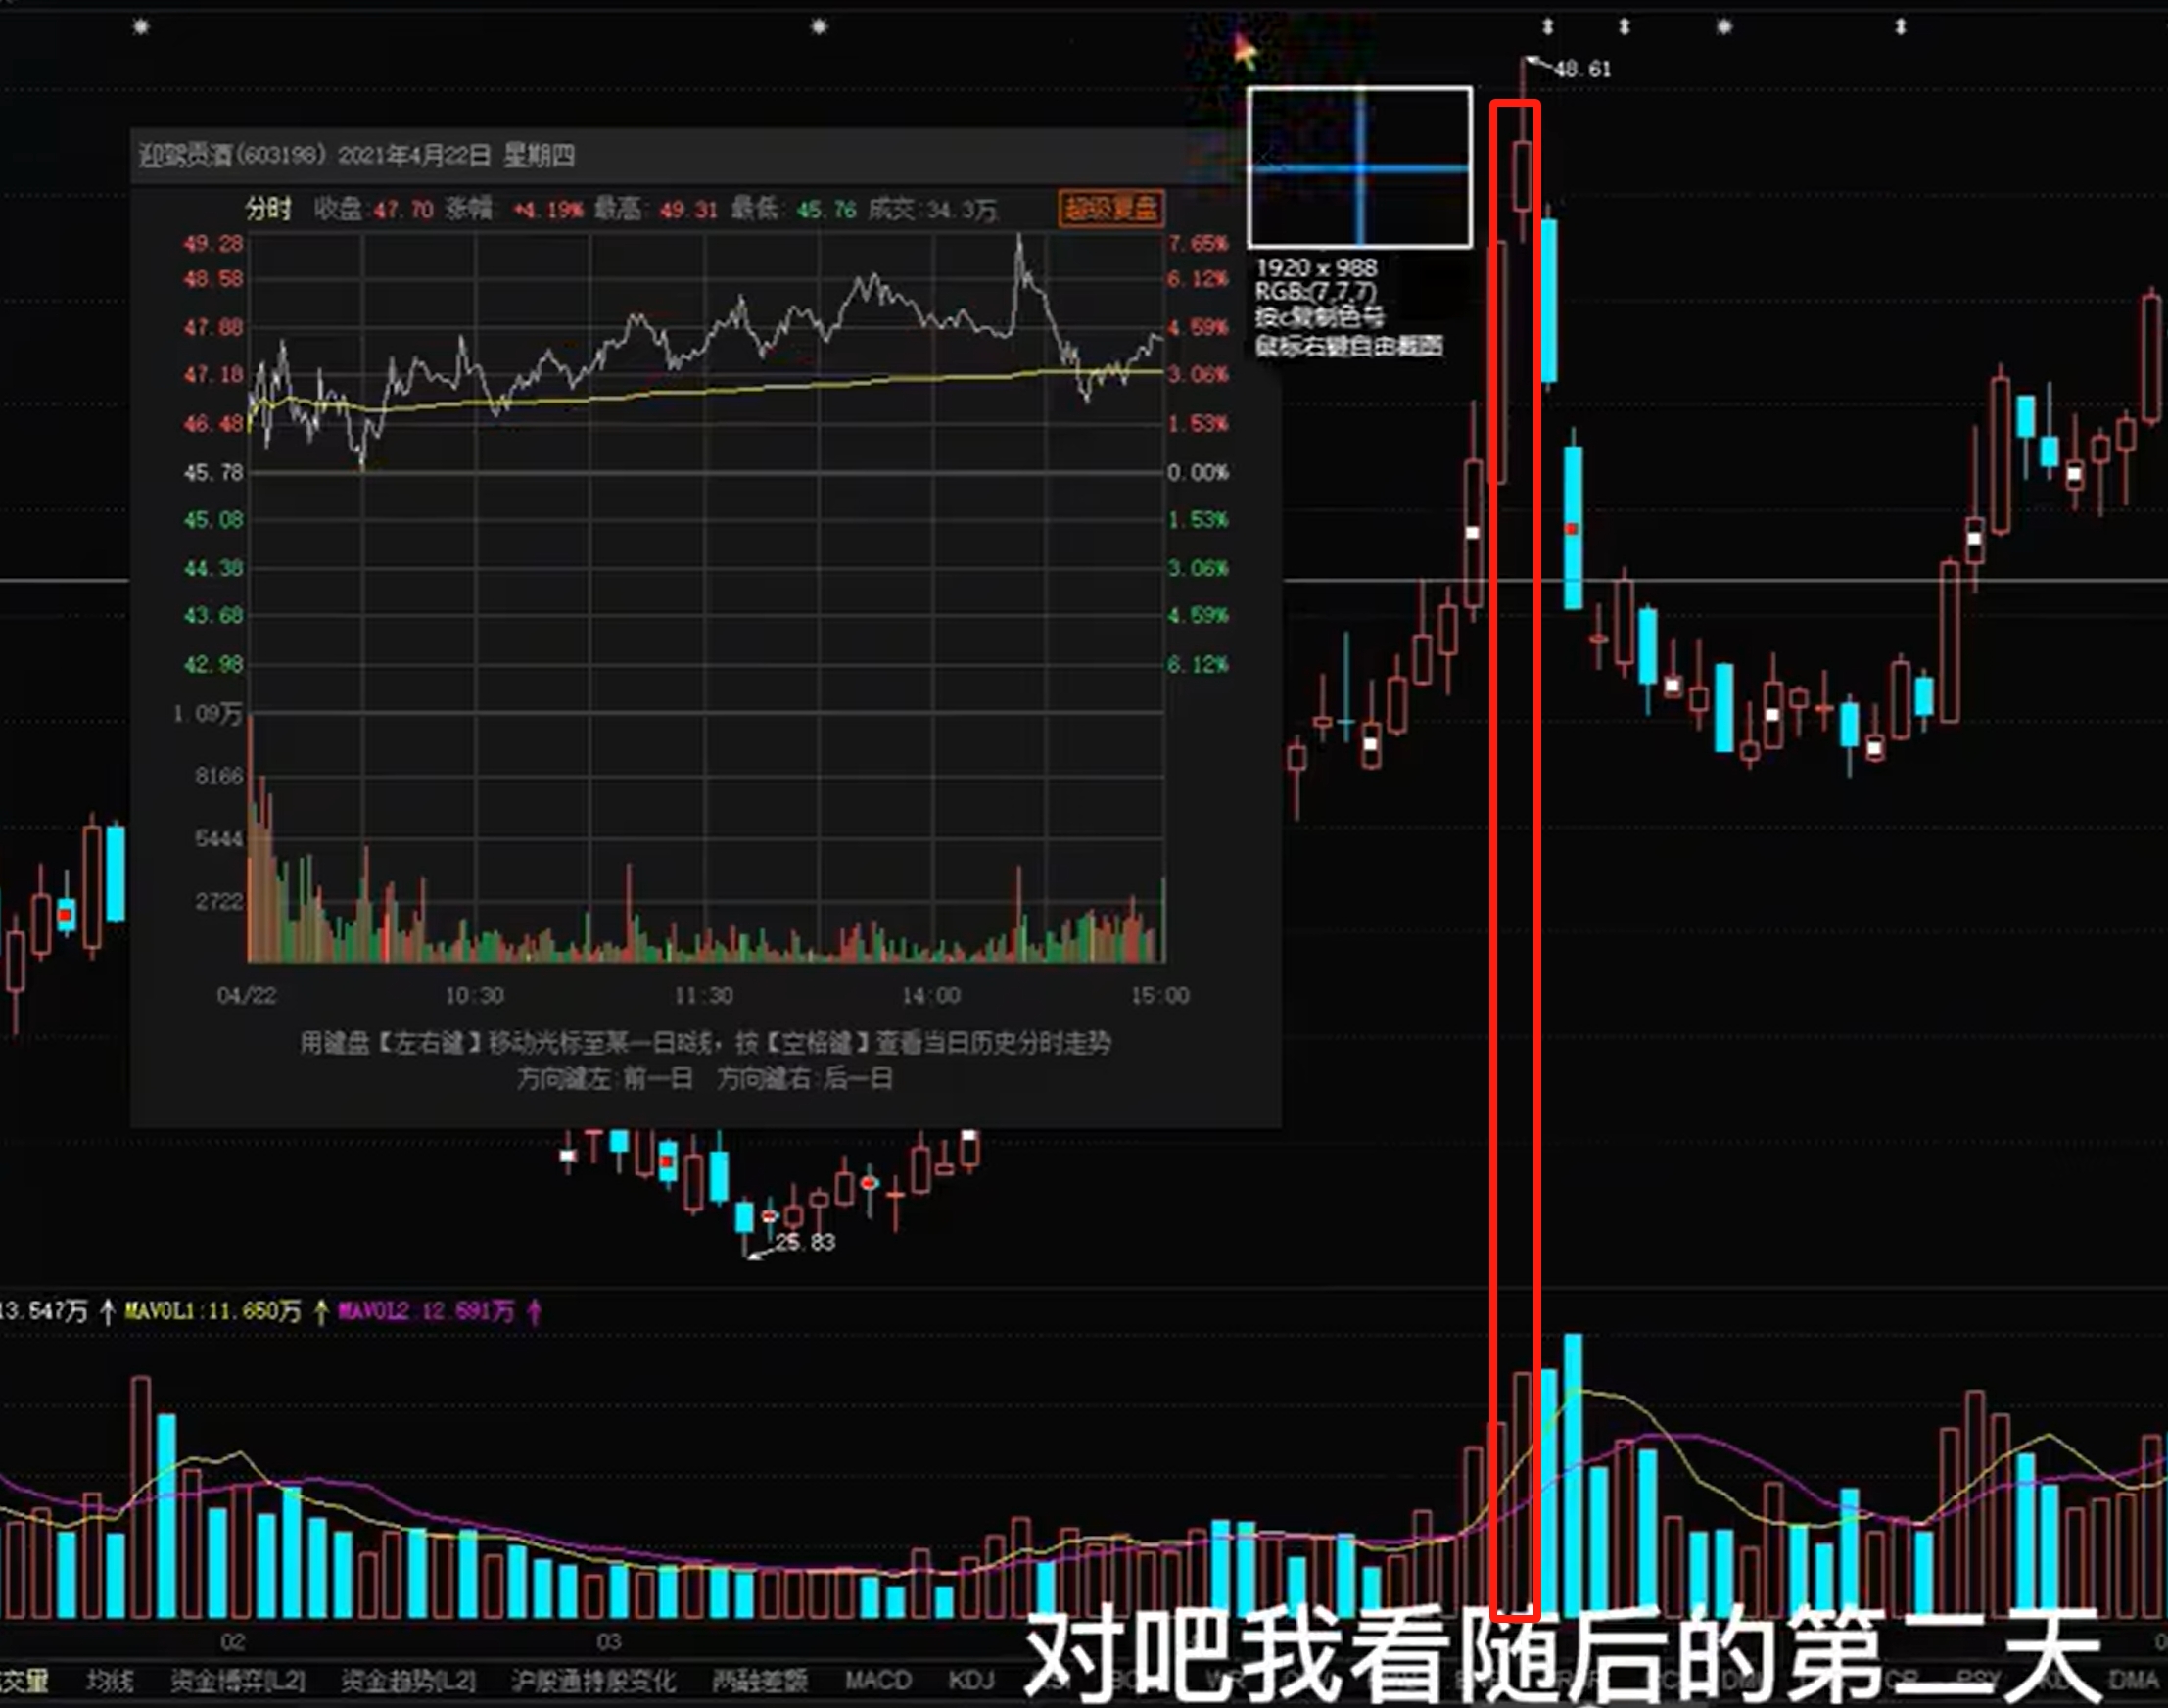 48.61
迎驾贡酒(603198) 2021年4月22日 星期四
分时 收盘:47.70 涨幅: +4.19% 最高: 49.31 最低: 45.76 成交:34.3万 超级复盘
49.28 7.65%
48.58 6.12%
47.88 4.59%
47.18 3.06%
46.48 1.53%
45.78 0.00%
45.08 1.53%
44.38 3.06%
43.68 4.59%
42.98 6.12%
1.09万
8166
5444
2722
04/22 10:30 11:30 14:00 15:00
用键盘【左右键】移动光标至某一日K线，按【空格键】查看当日历史分时走势
方向键左:前一日 方向键右:后一日
1920 x 988
RGB:(7,7,7)
按c复制色号
鼠标右键自由截图
25.83
13.547万 ↑ MAVOL1:11.650万 ↑ MAVOL2:12.591万 ↑
02 03
交量 均线 资金博弈[L2] 资金趋势[L2] 沪股通持股变化 两融差额 MACD KDJ WR PSY DMA
对吧我看随后的第二天